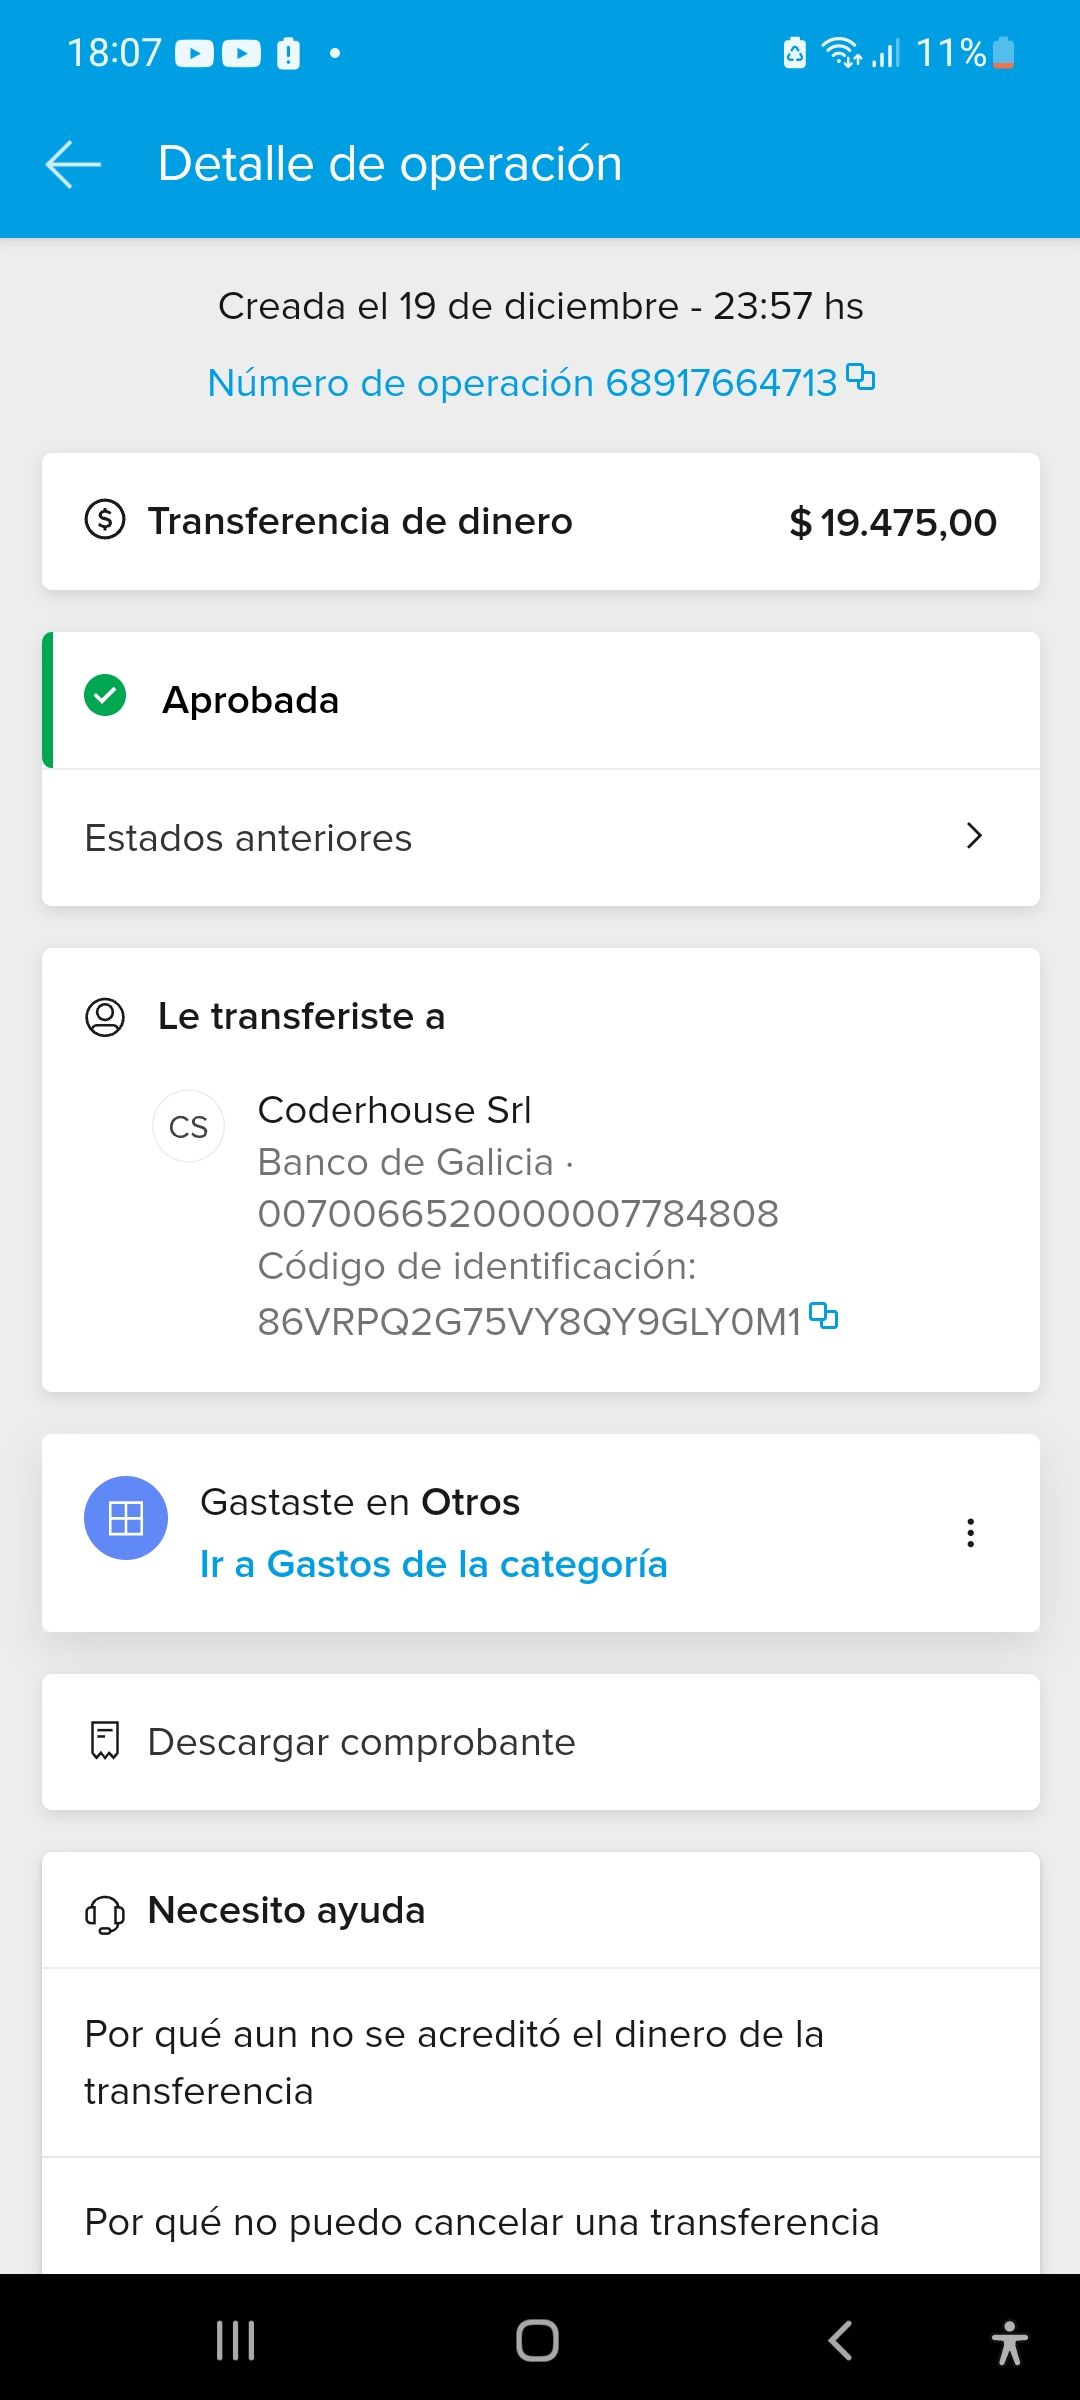 18:07
11%
Detalle de operación
Creada el 19 de diciembre - 23:57 hs
Número de operación 68917664713
Transferencia de dinero $ 19.475,00
Aprobada
Estados anteriores
Le transferiste a
CS
Coderhouse Srl
Banco de Galicia ·
0070066520000007784808
Código de identificación:
86VRPQ2G75VY8QY9GLY0M1
Gastaste en Otros
Ir a Gastos de la categoría
Descargar comprobante
Necesito ayuda
Por qué aun no se acreditó el dinero de la
transferencia
Por qué no puedo cancelar una transferencia